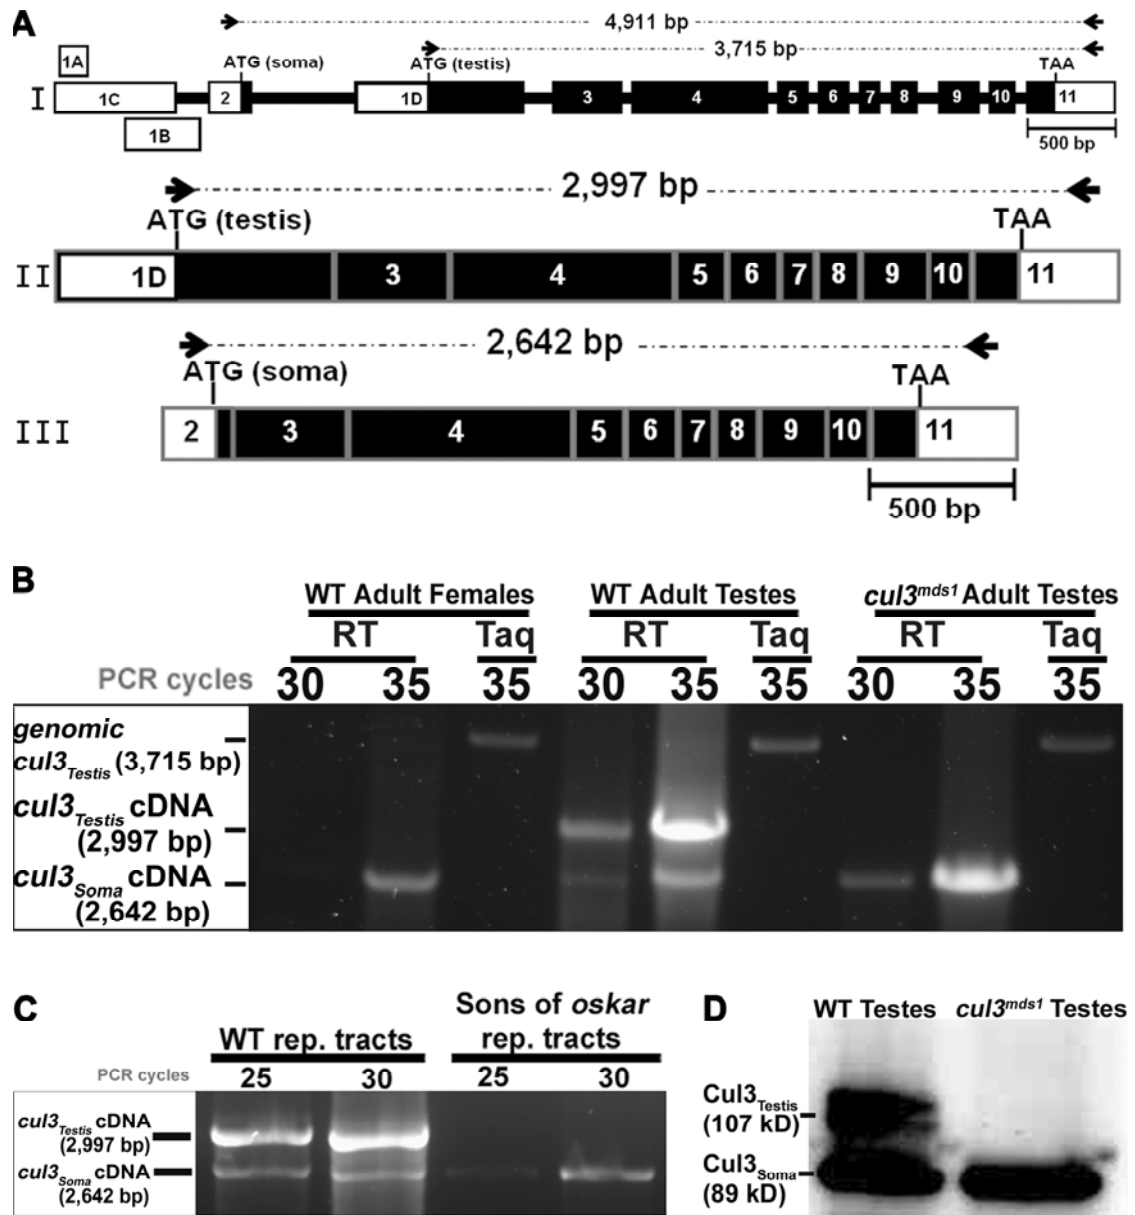 A
4,911 bp
3,715 bp
ATG (soma)
ATG (testis)
TAA
1A
I
1C
2
1D
3
4
5
6
7
8
9
10
11
1B
500 bp
2,997 bp
ATG (testis)
TAA
II
1D
3
4
5
6
7
8
9
10
11
2,642 bp
ATG (soma)
TAA
III
2
3
4
5
6
7
8
9
10
11
500 bp
B
WT Adult Females
WT Adult Testes
cul3mds1 Adult Testes
RT
Taq
RT
Taq
RT
Taq
PCR cycles
30
35
35
30
35
35
30
35
35
genomic
cul3Testis (3,715 bp)
cul3Testis cDNA
(2,997 bp)
cul3Soma cDNA
(2,642 bp)
C
WT rep. tracts
Sons of oskar
rep. tracts
PCR cycles
25
30
25
30
cul3Testis cDNA
(2,997 bp)
cul3Soma cDNA
(2,642 bp)
D
WT Testes
cul3mds1 Testes
Cul3Testis
(107 kD)
Cul3Soma
(89 kD)